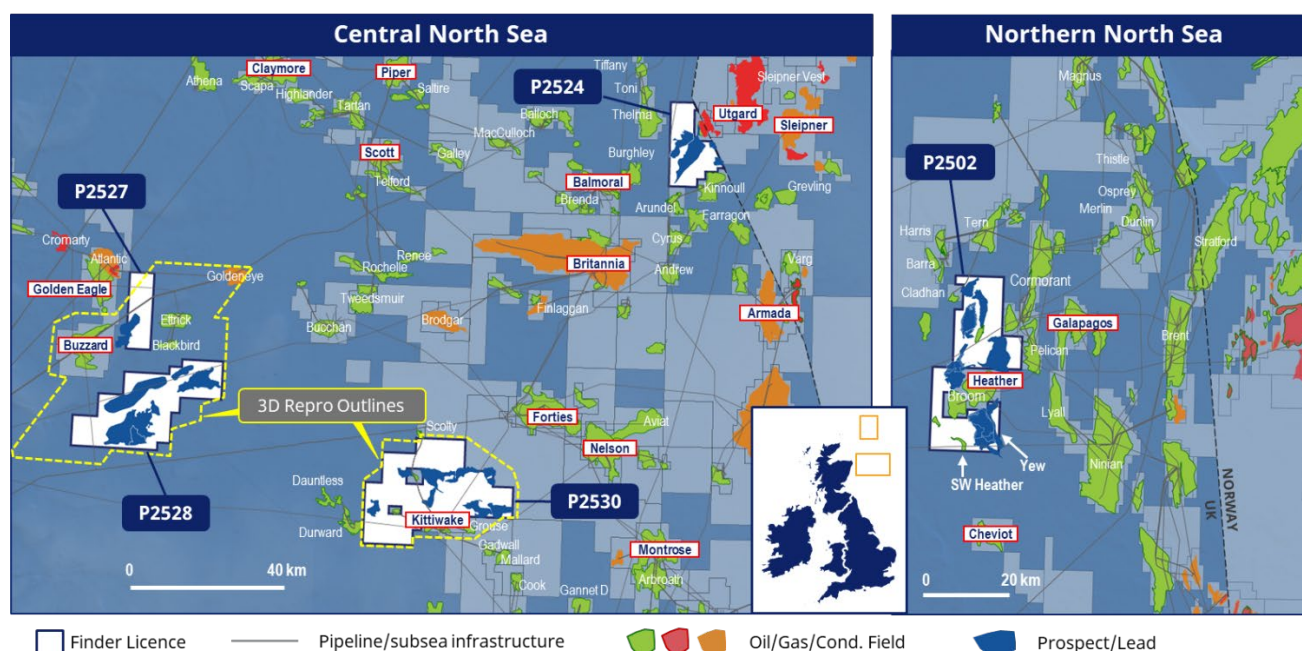 Central North Sea
Northern North Sea
Athena
Claymore
Scapa
Highlander
Piper
Saltire
Tartan
Tiffany
Toni
Thelma
P2524
Sleipner Vest
Utgard
Sleipner
Balloch
MacCulloch
Scott
Galley
Telford
Burghley
Balmoral
Brenda
Kinnoull
Grevling
Arundel
Farragon
P2527
Cromarty
Atlantic
Goldeneye
Golden Eagle
Ettrick
Buzzard
Blackbird
Renee
Rochelle
Tweedsmuir
Buchan
Brodgar
Britannia
Finlaggan
Cyrus
Andrew
Varg
Armada
3D Repro Outlines
P2528
Scolty
Forties
Aviat
Nelson
Dauntless
Durward
Kittiwake
P2530
Grouse
Gadwall
Mallard
Cook
Gannet D
Montrose
Arbroath
0
40 km
Magnus
P2502
Thistle
Osprey
Merlin
Dunlin
Tern
Harris
Barra
Cladhan
Stratford
Cormorant
Galapagos
Pelican
Brent
Heather
Broom
Lyall
Ninian
Yew
SW Heather
Cheviot
NORWAY
UK
0
20 km
Finder Licence
Pipeline/subsea infrastructure
Oil/Gas/Cond. Field
Prospect/Lead